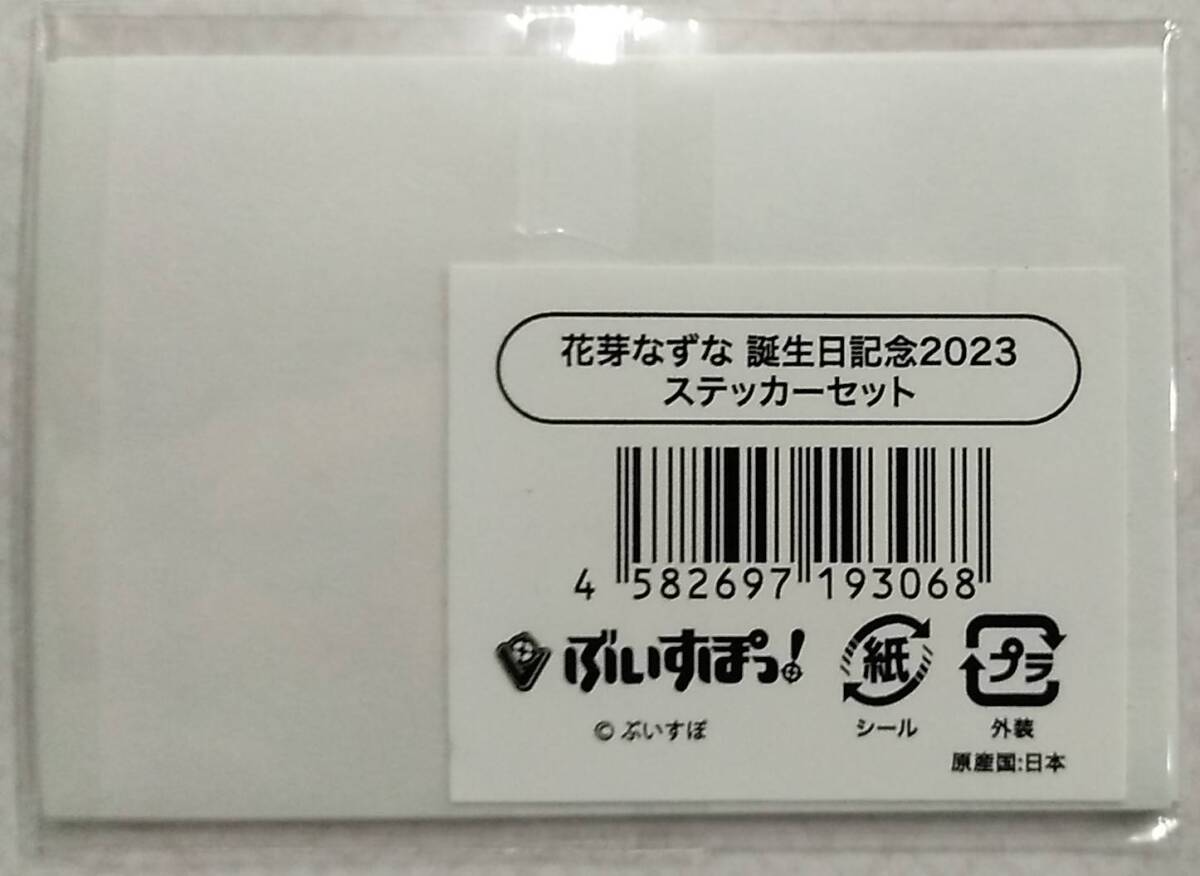 花芽なずな 誕生日記念2023
ステッカーセット
4 582697 193068
ぶいすぽっ!
紙
プラ
©ぶいすぽ
シール
外装
原産国:日本